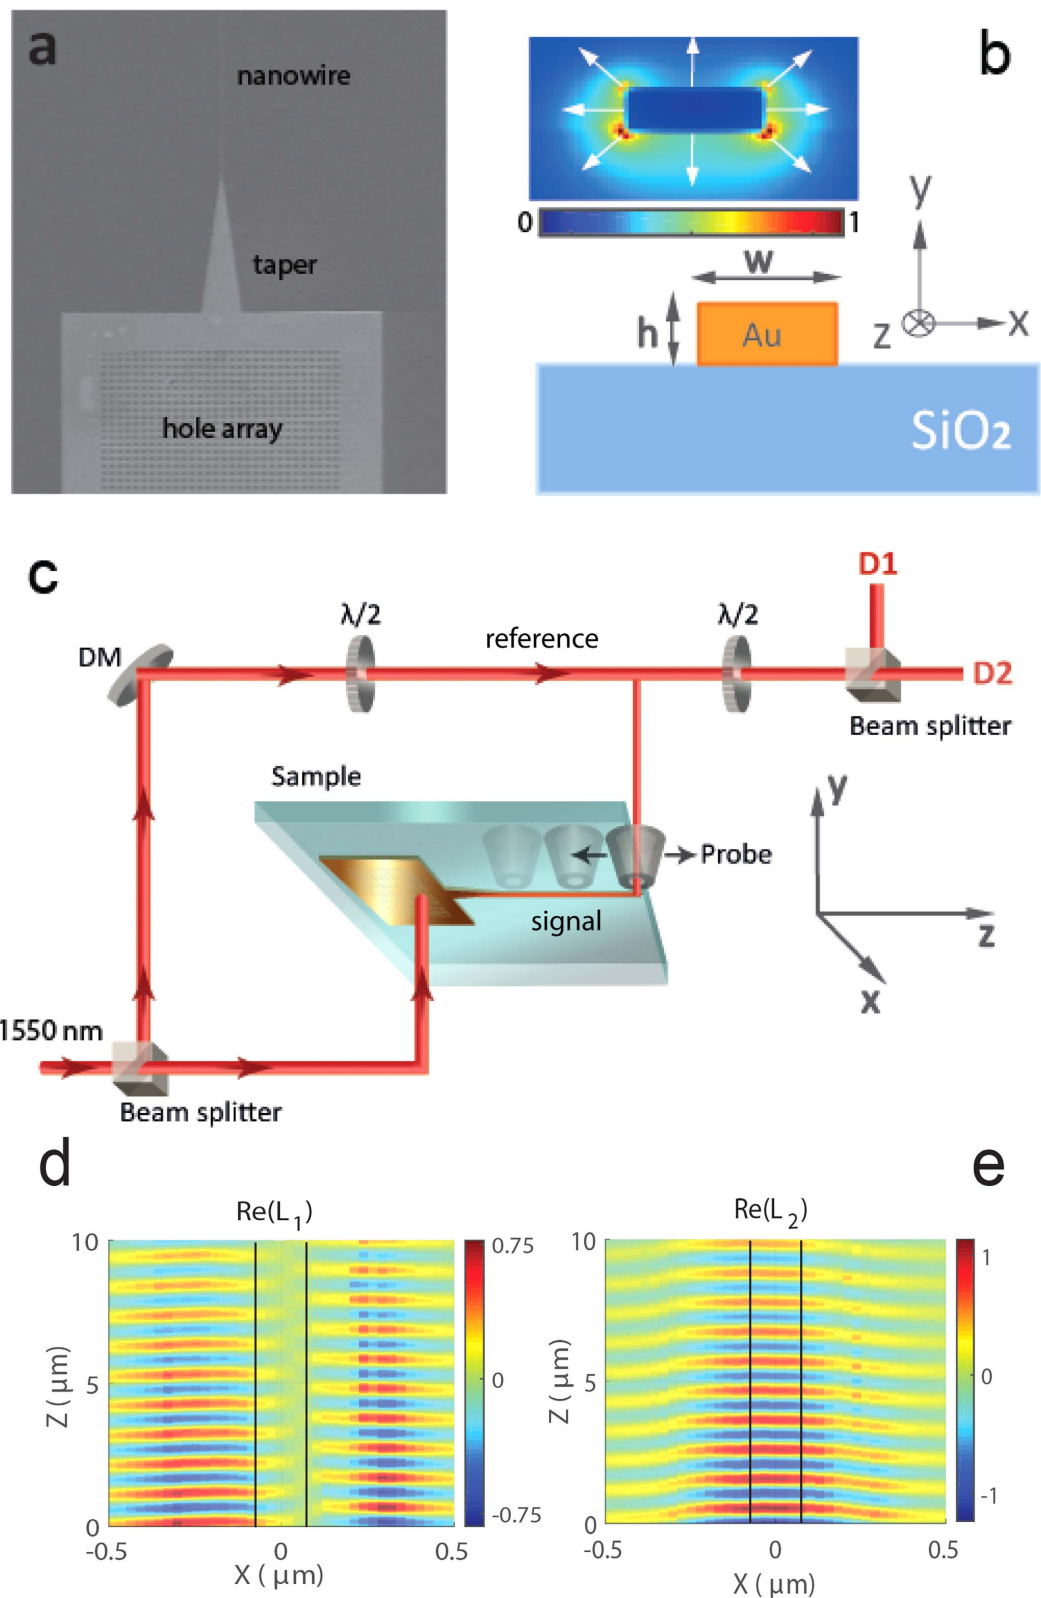 a
nanowire
taper
hole array
b
0
1
w
h
Au
SiO2
y
z
x
c
D1
λ/2
λ/2
reference
DM
D2
Beam splitter
Sample
Probe
signal
y
z
x
1550 nm
Beam splitter
d
e
Re(L1)
10
5
0
Z ( μm)
-0.5
0
0.5
X ( μm)
0.75
0
-0.75
Re(L2)
10
5
0
Z ( μm)
-0.5
0
0.5
X ( μm)
1
0
-1